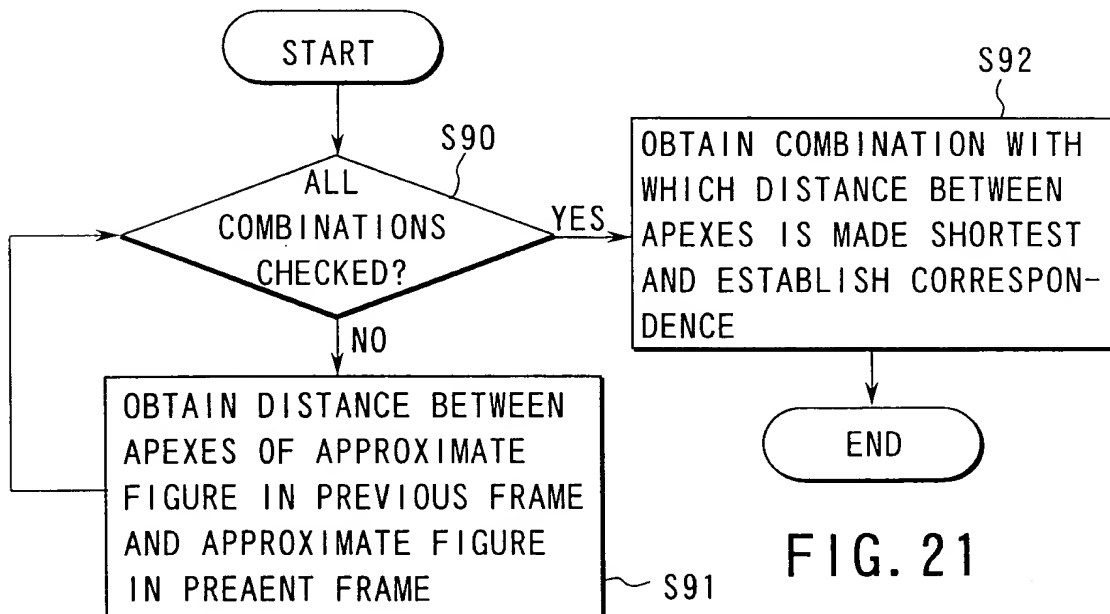 START
S90
ALL
COMBINATIONS
CHECKED?
YES
NO
OBTAIN DISTANCE BETWEEN
APEXES OF APPROXIMATE
FIGURE IN PREVIOUS FRAME
AND APPROXIMATE FIGURE
IN PREAENT FRAME
S91
S92
OBTAIN COMBINATION WITH
WHICH DISTANCE BETWEEN
APEXES IS MADE SHORTEST
AND ESTABLISH CORRESPON-
DENCE
END
FIG. 21